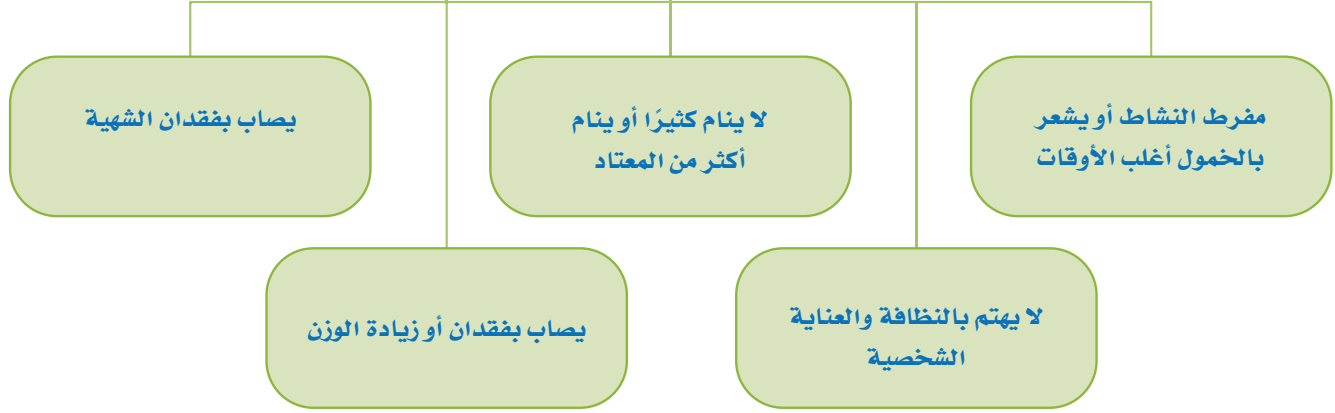 مفرط النشاط أو يشعر
بالخمول أغلب الأوقات
لا ينام كثيرًا أو ينام
أكثر من المعتاد
يصاب بفقدان الشهية
لا يهتم بالنظافة والعناية
الشخصية
يصاب بفقدان أو زيادة الوزن